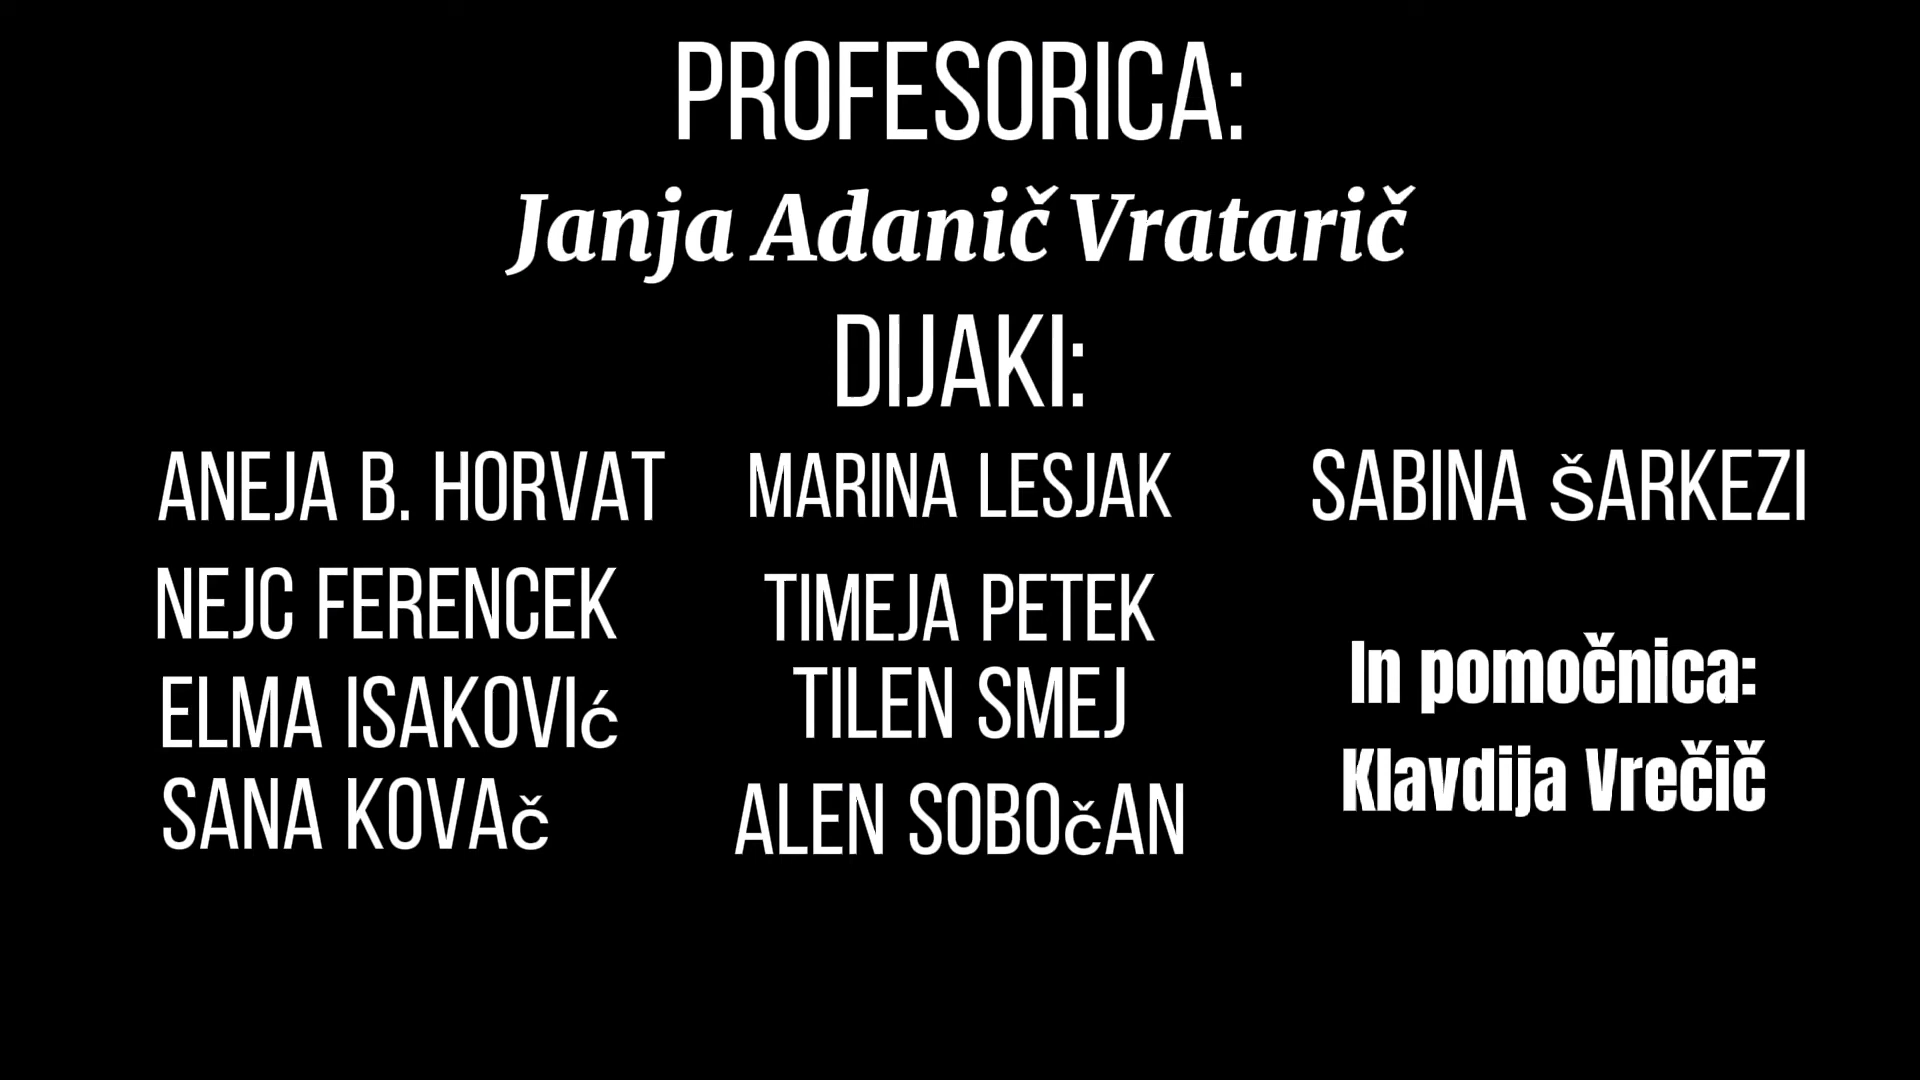 PROFESORICA:
Janja Adanič Vratarič
DIJAKI:
ANEJA B. HORVAT
NEJC FERENCEK
ELMA ISAKOVIć
SANA KOVAč
MARINA LESJAK
TIMEJA PETEK
TILEN SMEJ
ALEN SOBOčAN
SABINA šARKEZI
In pomočnica:
Klavdija Vrečič